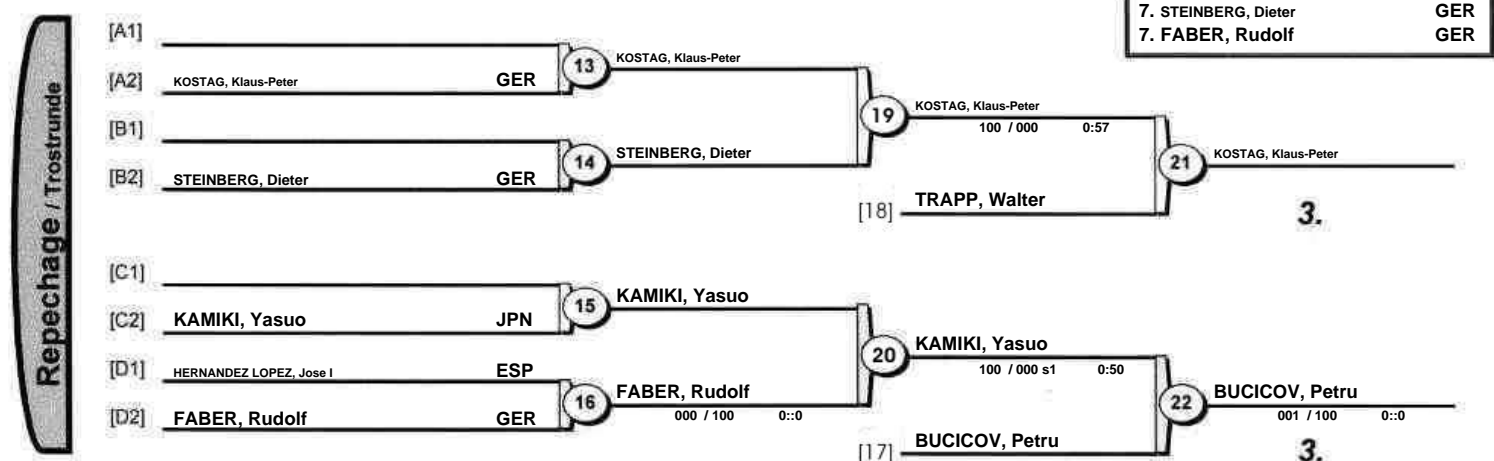 7. STEINBERG, Dieter GER
7. FABER, Rudolf GER
Repechage / Trostrunde
[A1]
[A2] KOSTAG, Klaus-Peter GER
13 KOSTAG, Klaus-Peter
[B1]
[B2] STEINBERG, Dieter GER
14 STEINBERG, Dieter
19 KOSTAG, Klaus-Peter
100 / 000 0:57
[18] TRAPP, Walter
21 KOSTAG, Klaus-Peter
3.
[C1]
[C2] KAMIKI, Yasuo JPN
15 KAMIKI, Yasuo
[D1] HERNANDEZ LOPEZ, Jose I ESP
[D2] FABER, Rudolf GER
16 FABER, Rudolf
000 / 100 0::0
20 KAMIKI, Yasuo
100 / 000 s1 0:50
[17] BUCICOV, Petru
22 BUCICOV, Petru
001 / 100 0::0
3.